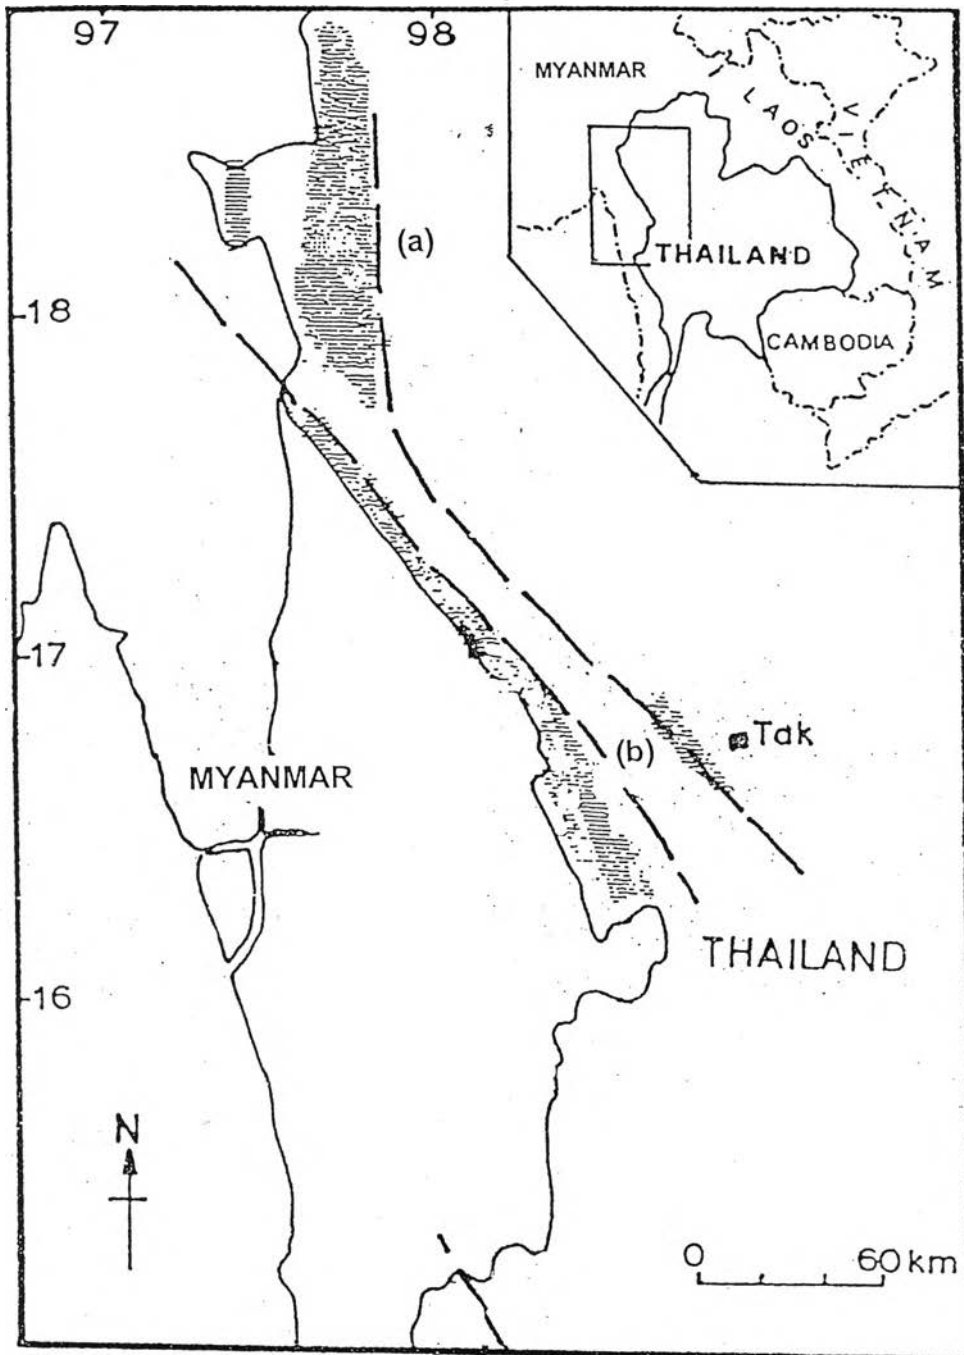 97
98
MYANMAR
LAOS
VIETNAM
THAILAND
CAMBODIA
(a)
18
17
Tak
(b)
MYANMAR
THAILAND
16
N
0 60 km